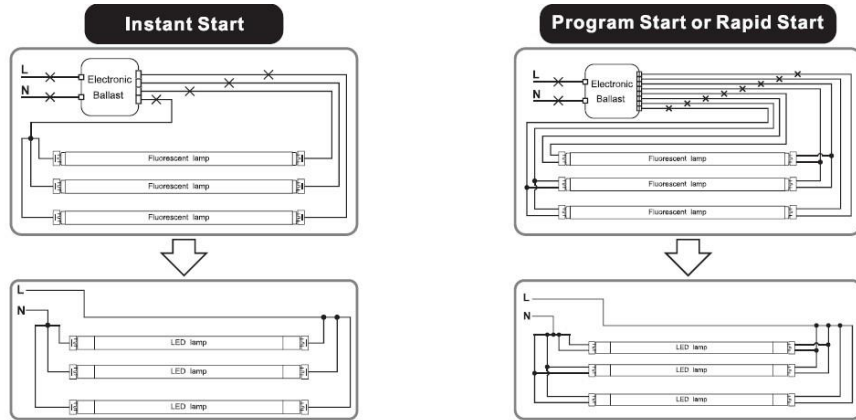 Instant Start
L
N
Electronic
Ballast
Fluorescent lamp
Fluorescent lamp
Fluorescent lamp
L
N
LED lamp
LED lamp
LED lamp
Program Start or Rapid Start
L
N
Electronic
Ballast
Fluorescent lamp
Fluorescent lamp
Fluorescent lamp
L
N
LED lamp
LED lamp
LED lamp